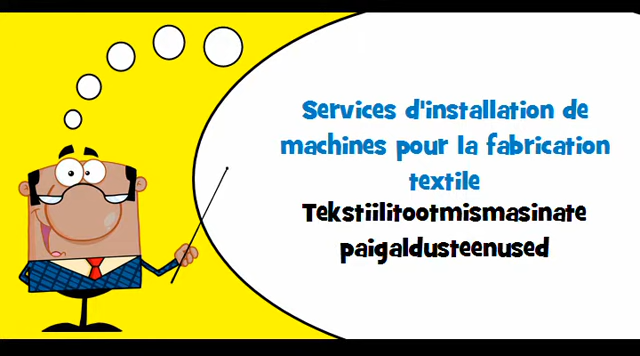 Services d'installation de
machines pour la fabrication
textile
Tekstiilitootmismasinate
paigaldusteenused